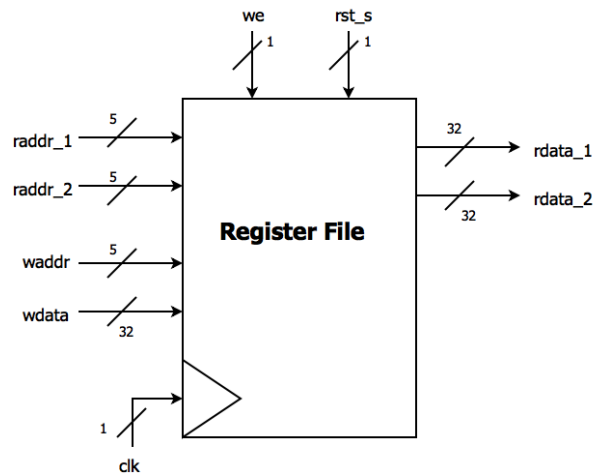 we
rst_s
1
1
5
raddr_1
32
rdata_1
5
raddr_2
32
rdata_2
Register File
5
waddr
wdata
32
1
clk